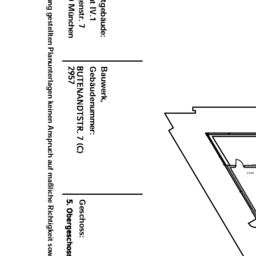 tgebäude:
t IV.1
enstr. 7
München
Bauwerk,
Gebäudenummer:
BUTENANDTSTR. 7 (C)
2957
Geschoss:
5. Obergeschoss
ng gestellten Planunterlagen keinen Anspruch auf maßliche Richtigkeit sow